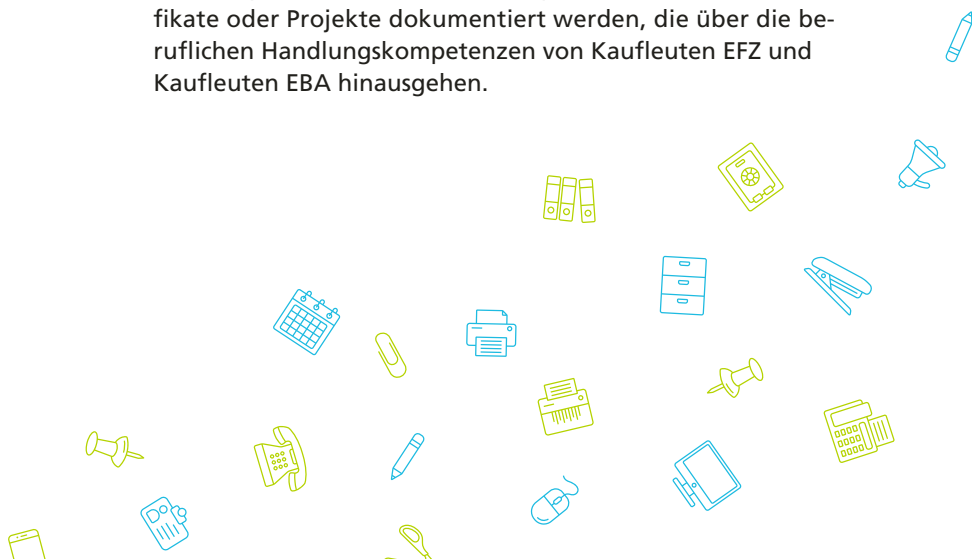 fikate oder Projekte dokumentiert werden, die über die be-
ruflichen Handlungskompetenzen von Kaufleuten EFZ und
Kaufleuten EBA hinausgehen.